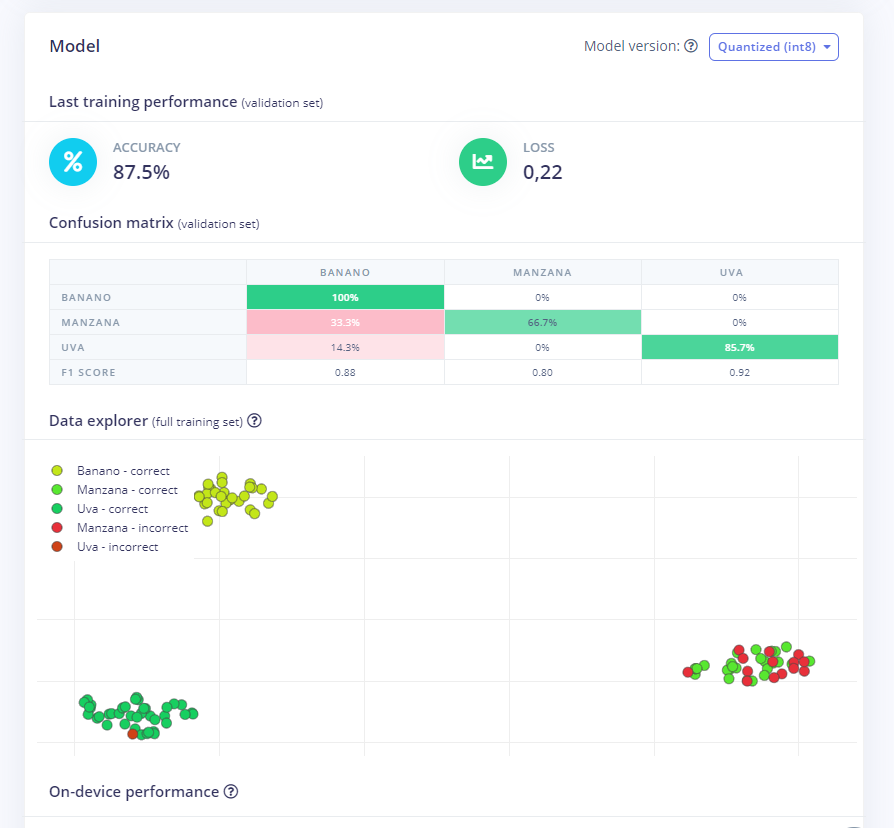 Model
Model version: ? Quantized (int8)
Last training performance (validation set)
% ACCURACY
87.5%
LOSS
0,22
Confusion matrix (validation set)
BANANO MANZANA UVA
BANANO 100% 0% 0%
MANZANA 33.3% 66.7% 0%
UVA 14.3% 0% 85.7%
F1 SCORE 0.88 0.80 0.92
Data explorer (full training set) ?
Banano - correct
Manzana - correct
Uva - correct
Manzana - incorrect
Uva - incorrect
On-device performance ?